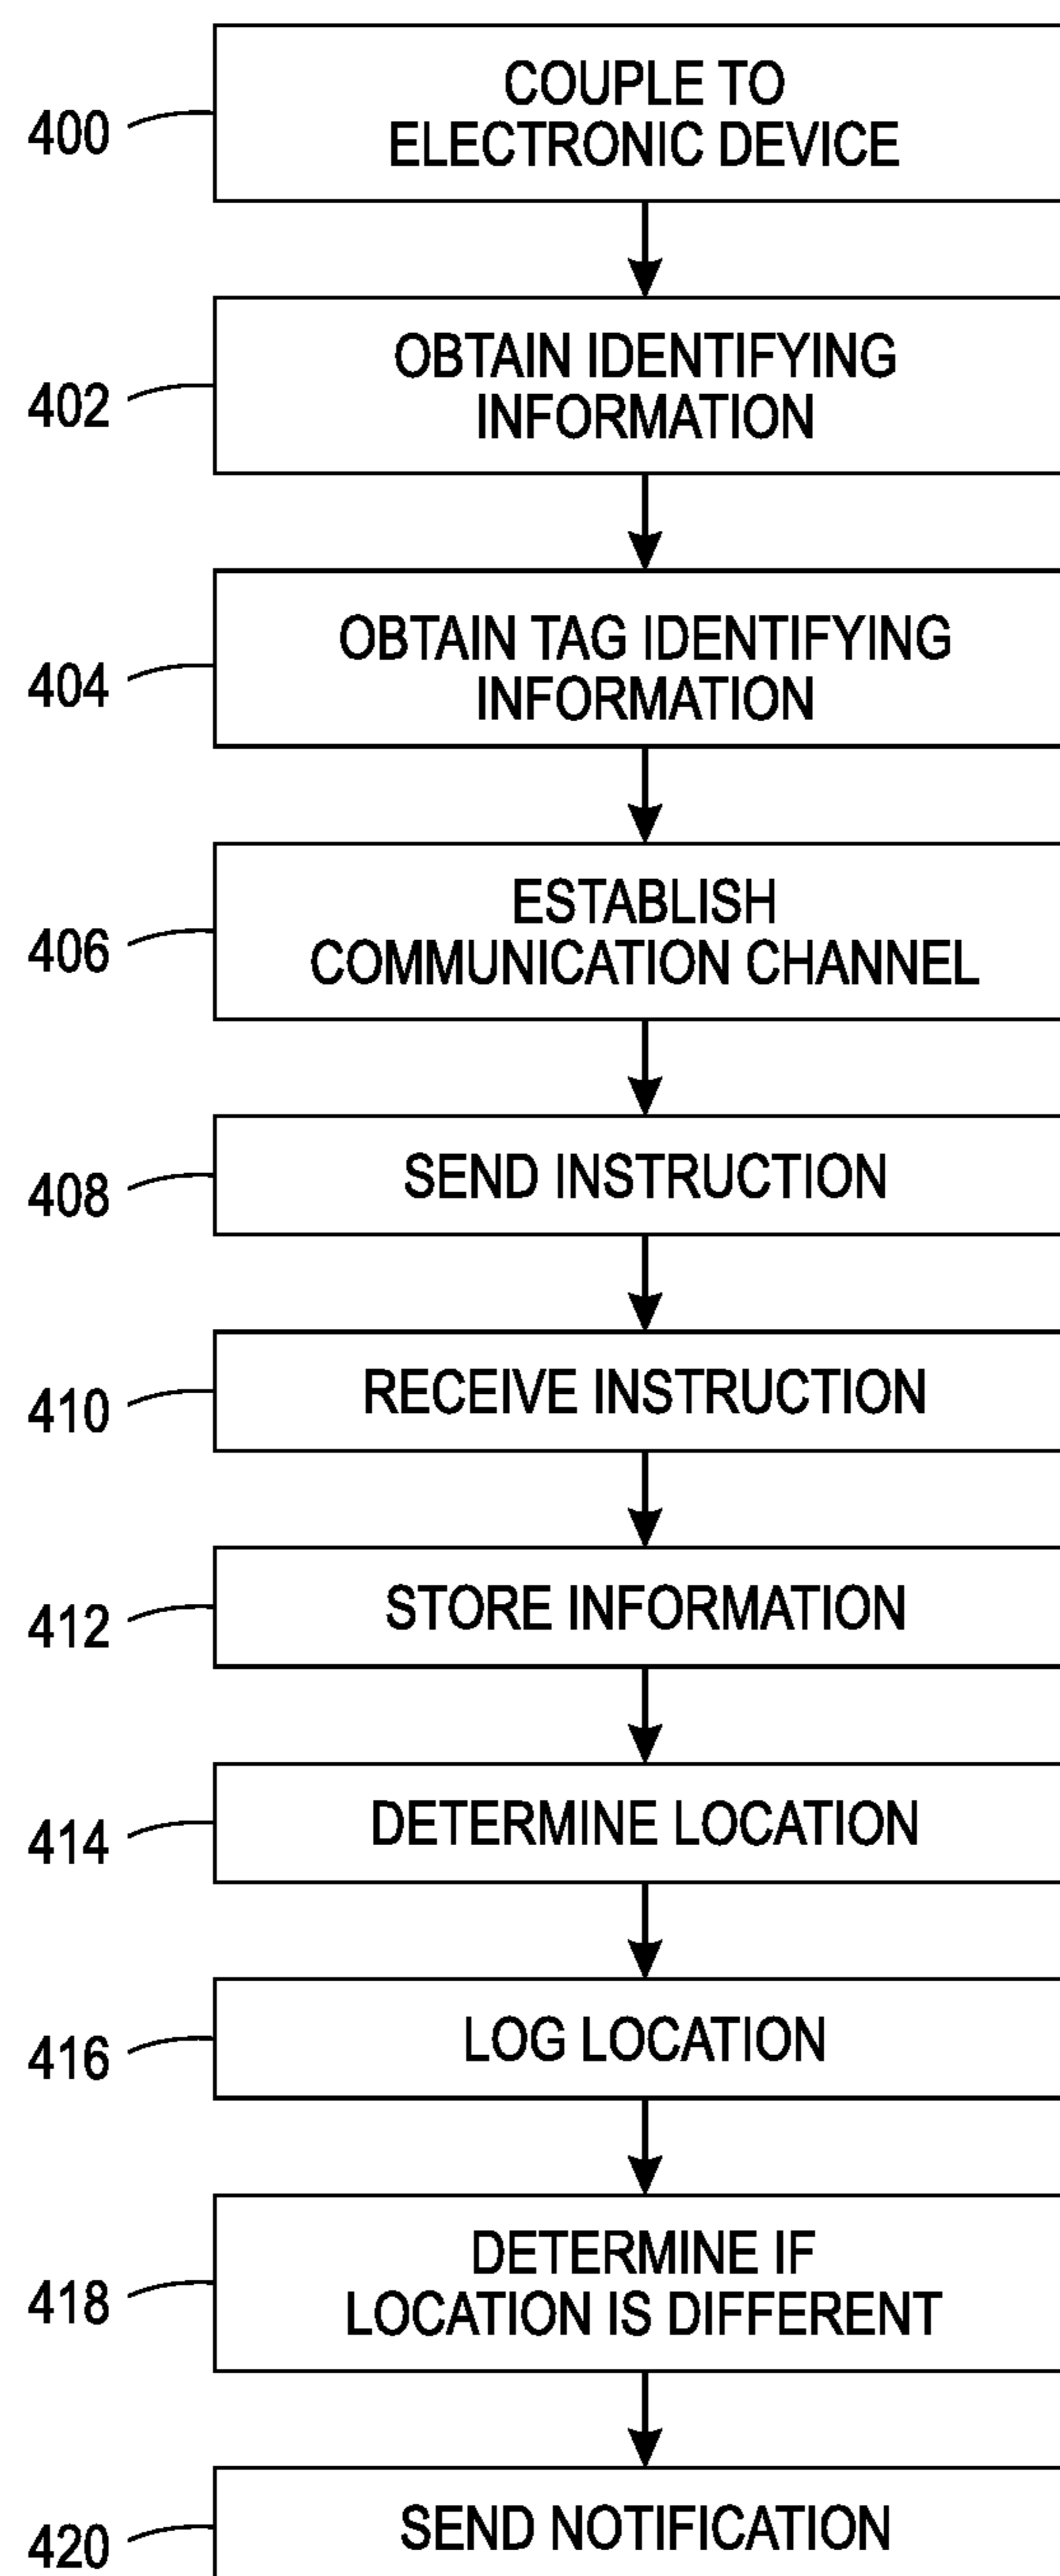 400
COUPLE TO
ELECTRONIC DEVICE
402
OBTAIN IDENTIFYING
INFORMATION
404
OBTAIN TAG IDENTIFYING
INFORMATION
406
ESTABLISH
COMMUNICATION CHANNEL
408
SEND INSTRUCTION
410
RECEIVE INSTRUCTION
412
STORE INFORMATION
414
DETERMINE LOCATION
416
LOG LOCATION
418
DETERMINE IF
LOCATION IS DIFFERENT
420
SEND NOTIFICATION